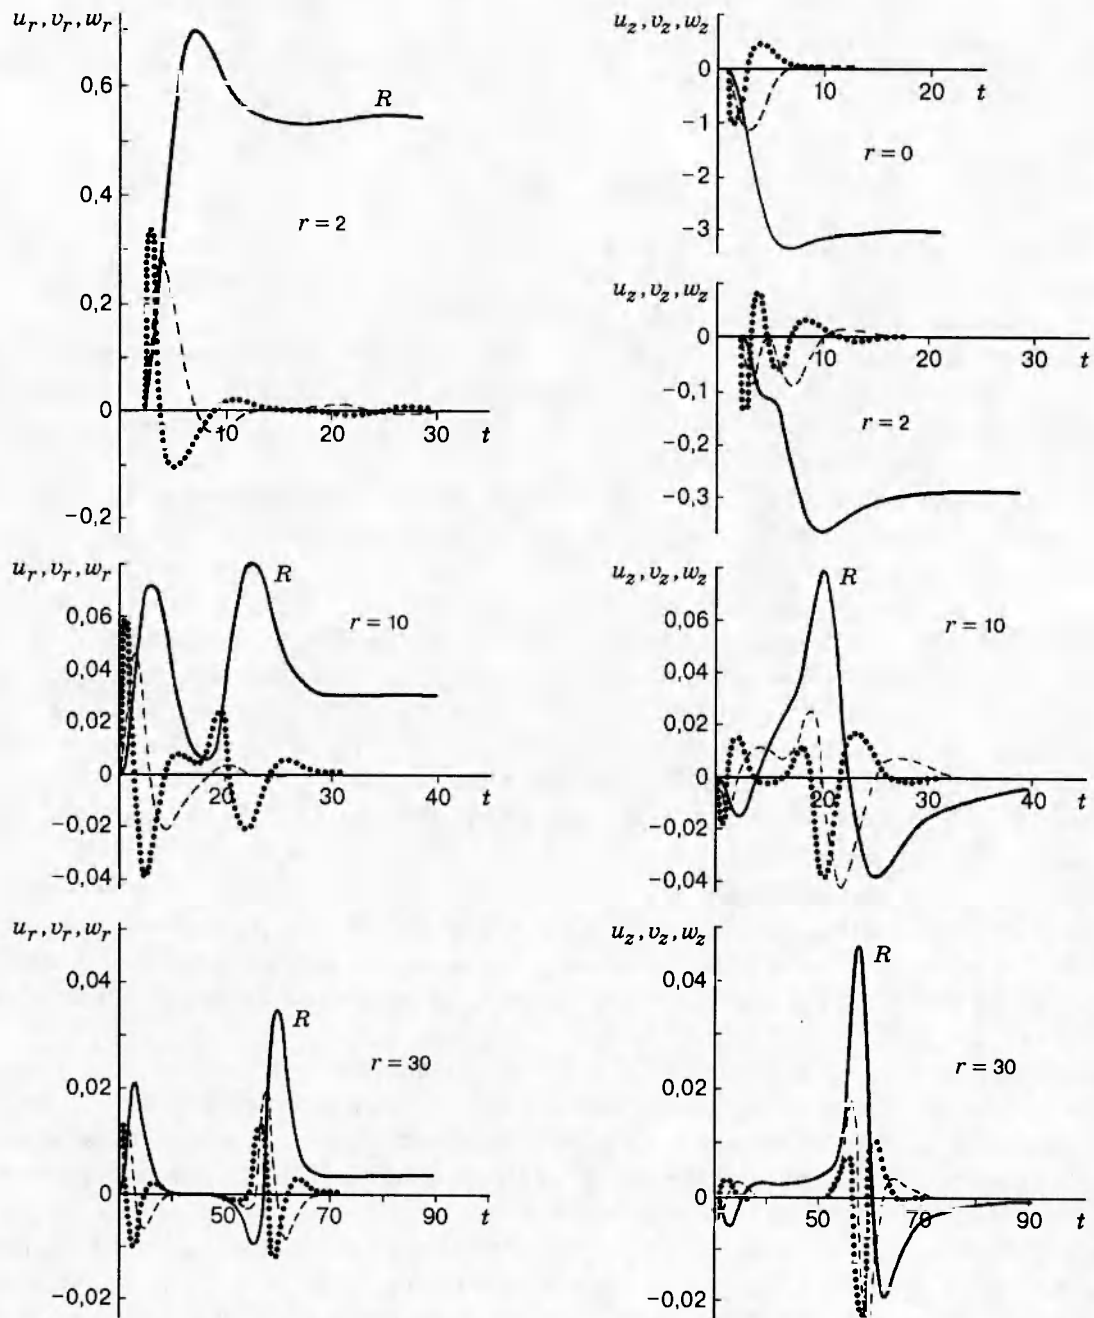 u_r, v_r, w_r
0,6
0,4
0,2
0
−0,2
10 20 30 t
R
r = 2
u_z, v_z, w_z
0
−1
−2
−3
10 20 t
r = 0
u_z, v_z, w_z
0
−0,1
−0,2
−0,3
10 20 30 t
r = 2
u_r, v_r, w_r
0,06
0,04
0,02
0
−0,02
−0,04
20 30 40 t
R
r = 10
u_z, v_z, w_z
0,06
0,04
0,02
0
−0,02
−0,04
20 30 40 t
R
r = 10
u_r, v_r, w_r
0,04
0,02
0
−0,02
50 70 90 t
R
r = 30
u_z, v_z, w_z
0,04
0,02
0
−0,02
50 70 90 t
R
r = 30